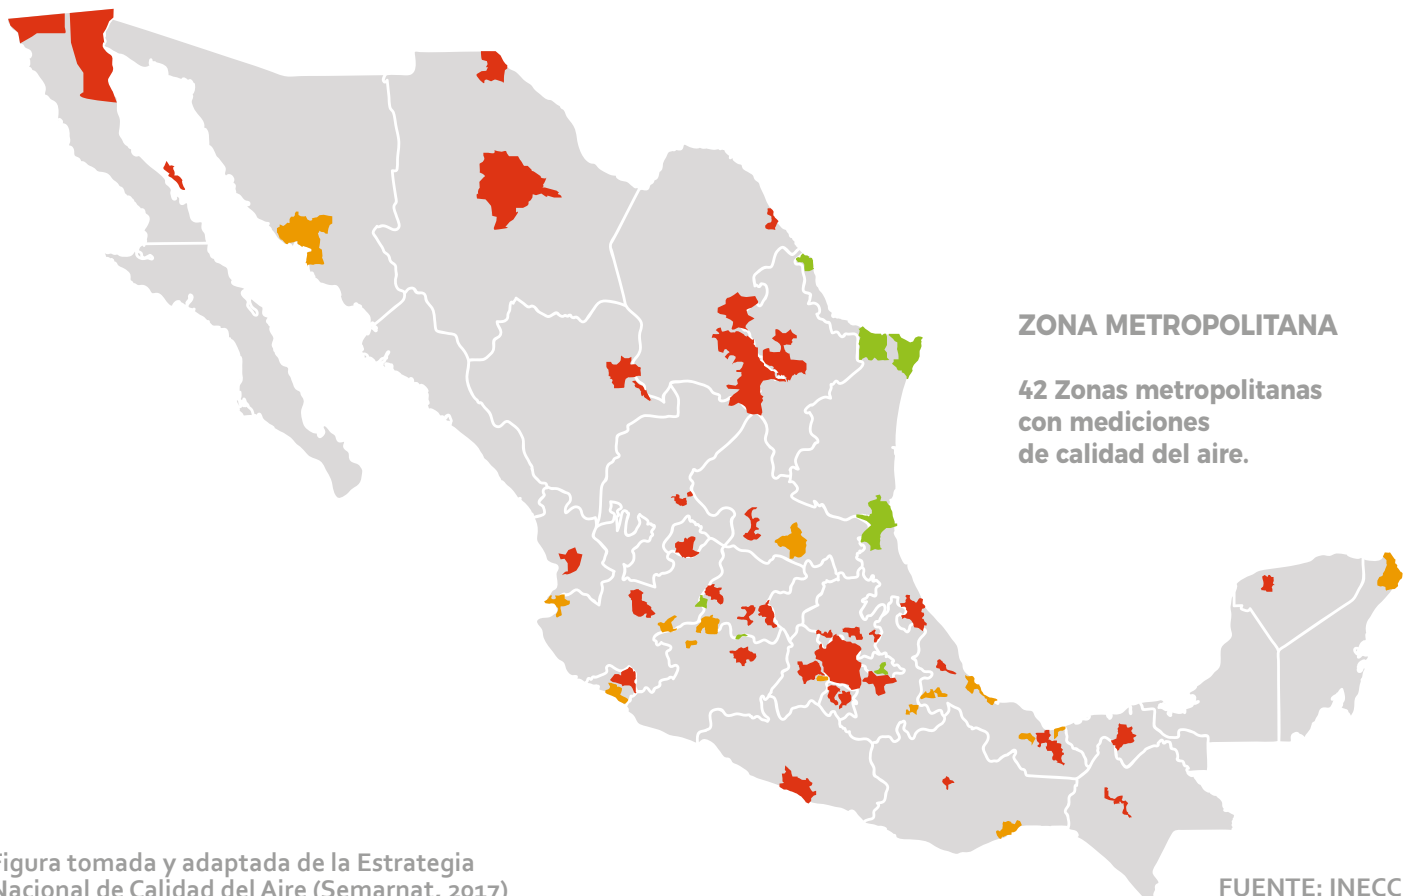 ZONA METROPOLITANA
42 Zonas metropolitanas
con mediciones
de calidad del aire.
Figura tomada y adaptada de la Estrategia
Nacional de Calidad del Aire (Semarnat, 2017)
FUENTE: INECC